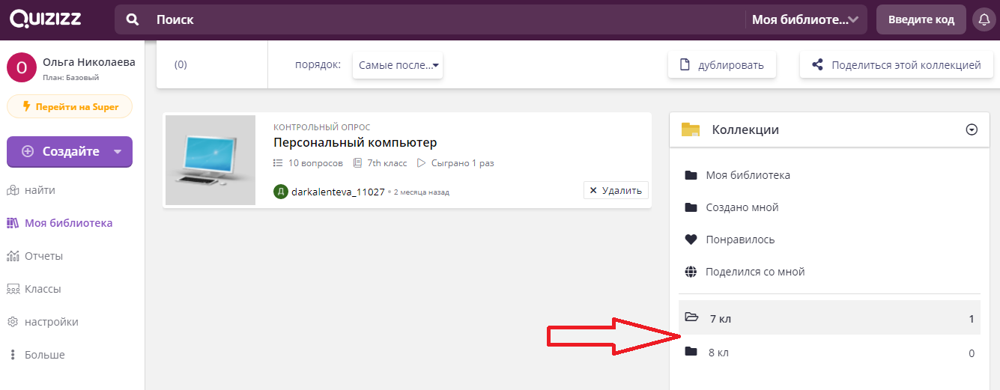 QUIZIZZ
Поиск
Моя библиоте...
Введите код
О
Ольга Николаева
План: Базовый
Перейти на Super
Создайте
найти
Моя библиотека
Отчеты
Классы
настройки
Больше
(0)
порядок:
Самые после...
дублировать
Поделиться этой коллекцией
КОНТРОЛЬНЫЙ ОПРОС
Персональный компьютер
10 вопросов
7th класс
Сыграно 1 раз
Д
darkalenteva_11027 • 2 месяца назад
Удалить
Коллекции
Моя библиотека
Создано мной
Понравилось
Поделился со мной
7 кл 1
8 кл 0